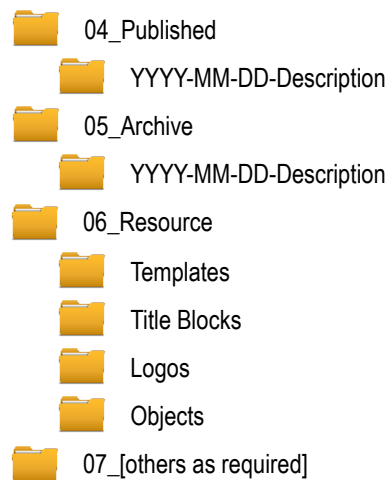 04_Published
YYYY-MM-DD-Description
05_Archive
YYYY-MM-DD-Description
06_Resource
Templates
Title Blocks
Logos
Objects
07_[others as required]